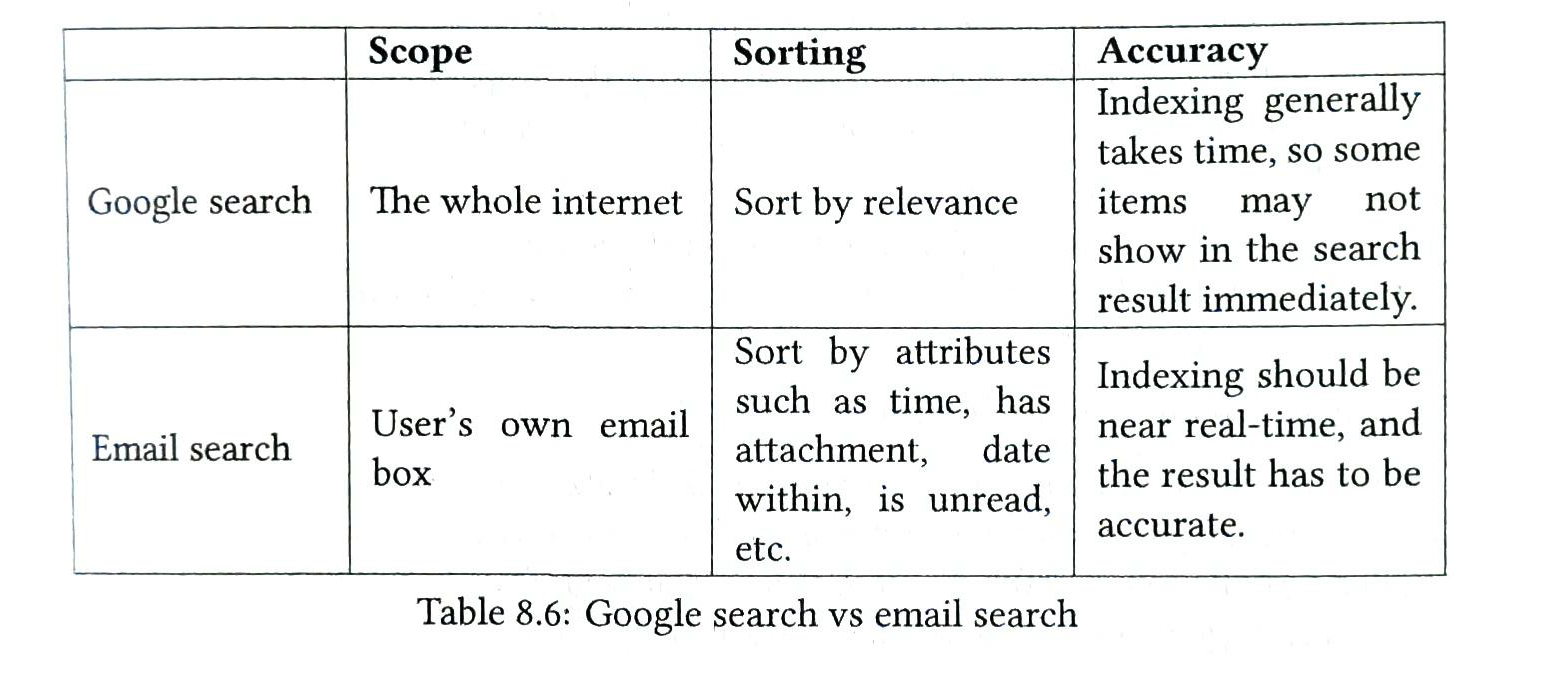 Scope Sorting Accuracy
Google search
The whole internet
Sort by relevance
Indexing generally
takes time, so some
items may not
show in the search
result immediately.
Email search
User's own email
box
Sort by attributes
such as time, has
attachment, date
within, is unread,
etc.
Indexing should be
near real-time, and
the result has to be
accurate.
Table 8.6: Google search vs email search